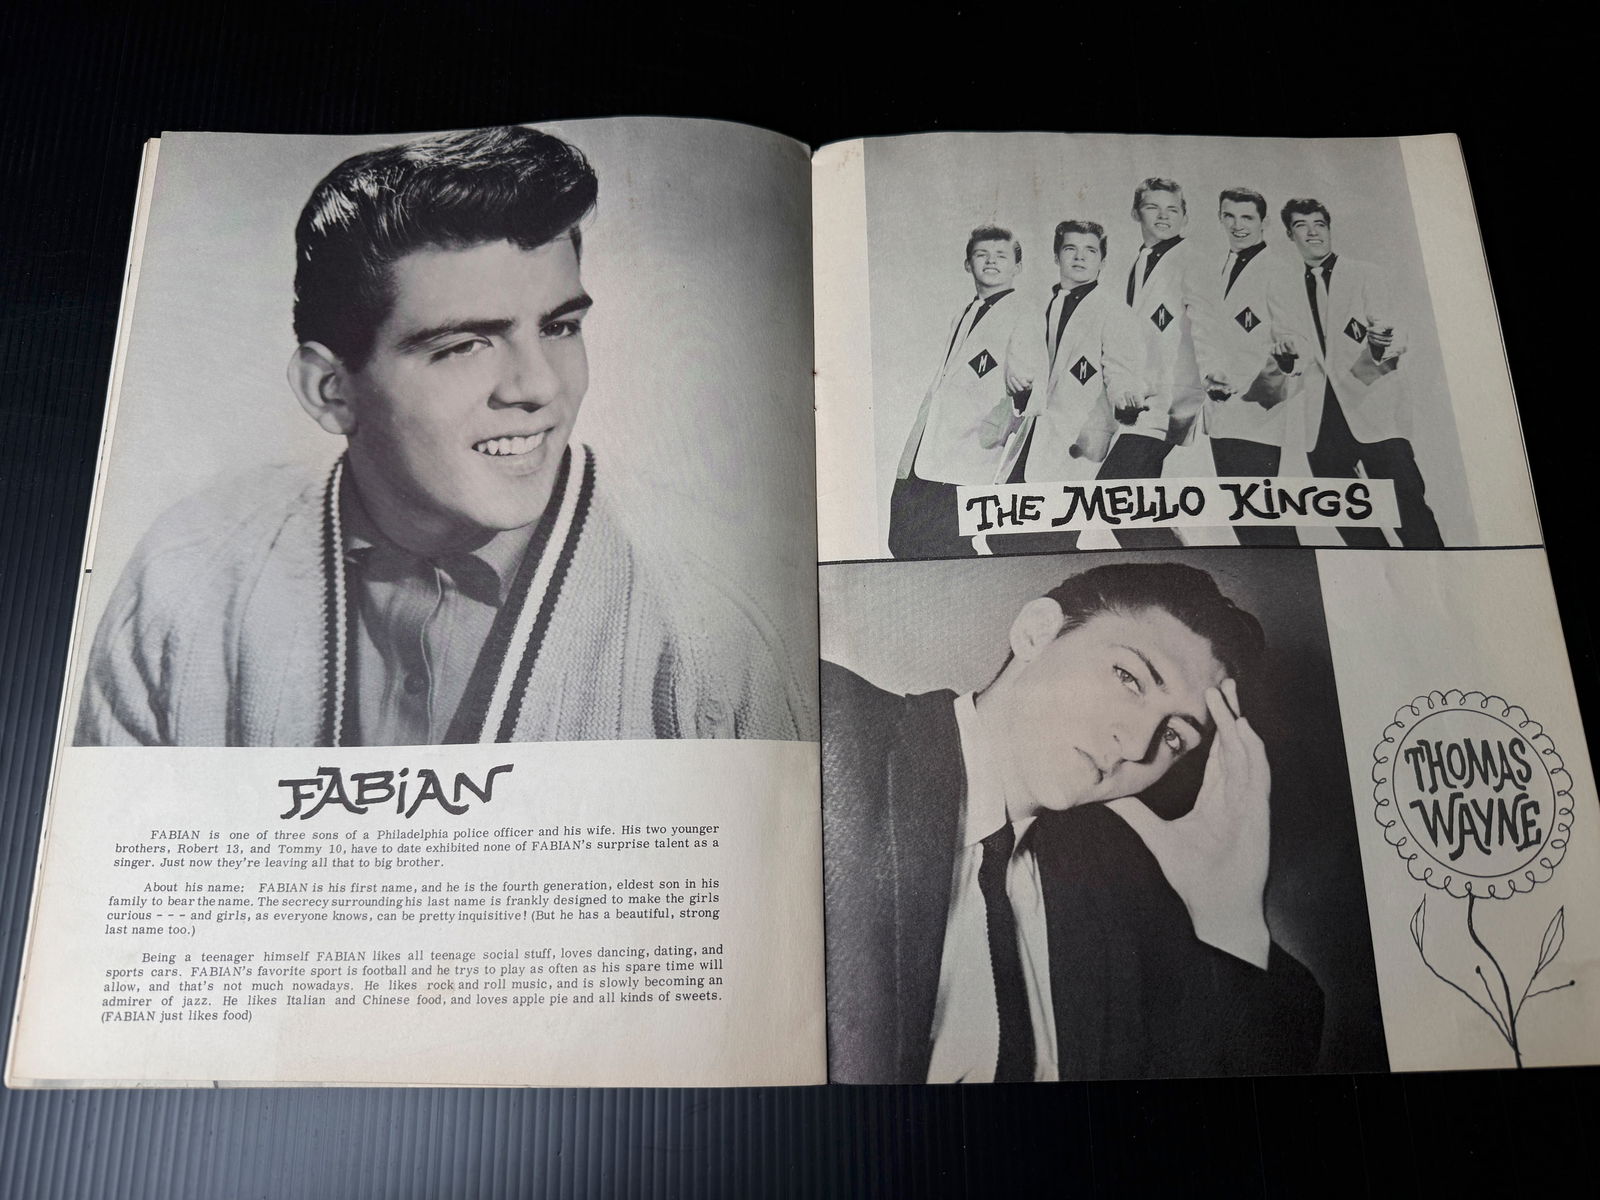 FABiAN
FABIAN is one of three sons of a Philadelphia police officer and his wife. His two younger
brothers, Robert 13, and Tommy 10, have to date exhibited none of FABIAN's surprise talent as a
singer. Just now they're leaving all that to big brother.
About his name: FABIAN is his first name, and he is the fourth generation, eldest son in his
family to bear the name. The secrecy surrounding his last name is frankly designed to make the girls
curious - - - and girls, as everyone knows, can be pretty inquisitive! (But he has a beautiful, strong
last name too.)
Being a teenager himself FABIAN likes all teenage social stuff, loves dancing, dating, and
sports cars. FABIAN's favorite sport is football and he trys to play as often as his spare time will
allow, and that's not much nowadays. He likes rock and roll music, and is slowly becoming an
admirer of jazz. He likes Italian and Chinese food, and loves apple pie and all kinds of sweets.
(FABIAN just likes food)
M
M
M
M
M
THE MELLO KiNGS
THOMAS
WAYNE